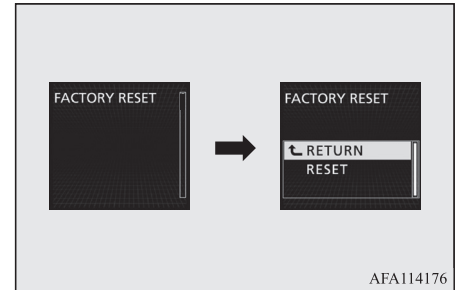 FACTORY RESET
FACTORY RESET
RETURN
RESET
AFA114176